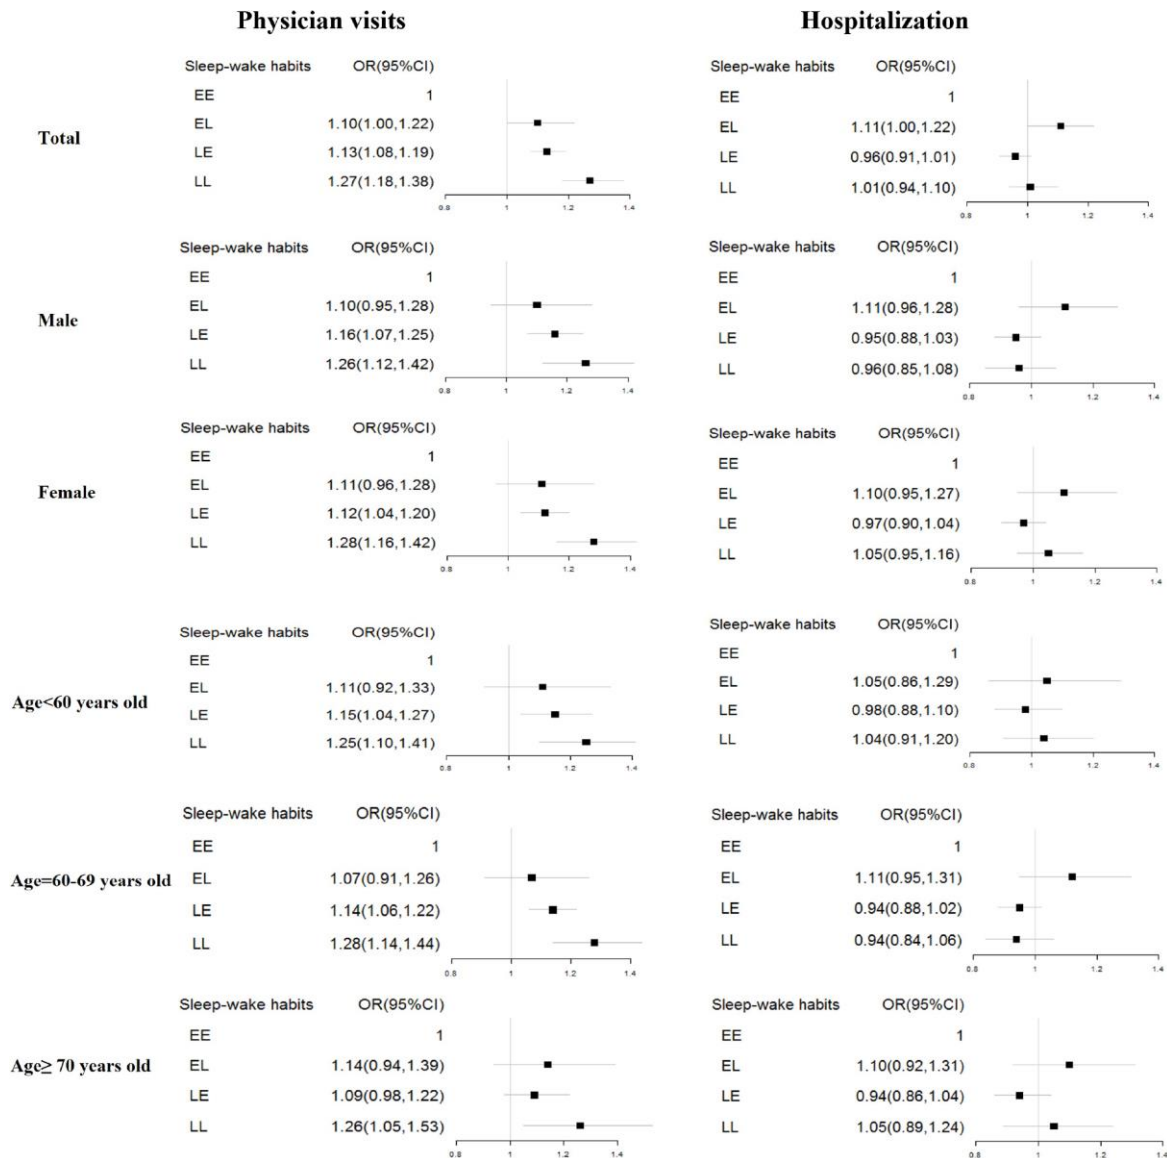 Physician visits Hospitalization
Total
Sleep-wake habits OR(95%CI)
EE 1
EL 1.10(1.00,1.22)
LE 1.13(1.08,1.19)
LL 1.27(1.18,1.38)
0.8 1 1.2 1.4
Sleep-wake habits OR(95%CI)
EE 1
EL 1.11(1.00,1.22)
LE 0.96(0.91,1.01)
LL 1.01(0.94,1.10)
0.8 1 1.2 1.4
Male
Sleep-wake habits OR(95%CI)
EE 1
EL 1.10(0.95,1.28)
LE 1.16(1.07,1.25)
LL 1.26(1.12,1.42)
0.8 1 1.2 1.4
Sleep-wake habits OR(95%CI)
EE 1
EL 1.11(0.96,1.28)
LE 0.95(0.88,1.03)
LL 0.96(0.85,1.08)
0.8 1 1.2 1.4
Female
Sleep-wake habits OR(95%CI)
EE 1
EL 1.11(0.96,1.28)
LE 1.12(1.04,1.20)
LL 1.28(1.16,1.42)
0.8 1 1.2 1.4
Sleep-wake habits OR(95%CI)
EE 1
EL 1.10(0.95,1.27)
LE 0.97(0.90,1.04)
LL 1.05(0.95,1.16)
0.8 1 1.2 1.4
Age<60 years old
Sleep-wake habits OR(95%CI)
EE 1
EL 1.11(0.92,1.33)
LE 1.15(1.04,1.27)
LL 1.25(1.10,1.41)
0.8 1 1.2 1.4
Sleep-wake habits OR(95%CI)
EE 1
EL 1.05(0.86,1.29)
LE 0.98(0.88,1.10)
LL 1.04(0.91,1.20)
0.8 1 1.2 1.4
Age=60-69 years old
Sleep-wake habits OR(95%CI)
EE 1
EL 1.07(0.91,1.26)
LE 1.14(1.06,1.22)
LL 1.28(1.14,1.44)
0.8 1 1.2 1.4
Sleep-wake habits OR(95%CI)
EE 1
EL 1.11(0.95,1.31)
LE 0.94(0.88,1.02)
LL 0.94(0.84,1.06)
0.8 1 1.2 1.4
Age≥ 70 years old
Sleep-wake habits OR(95%CI)
EE 1
EL 1.14(0.94,1.39)
LE 1.09(0.98,1.22)
LL 1.26(1.05,1.53)
0.8 1 1.2 1.4
Sleep-wake habits OR(95%CI)
EE 1
EL 1.10(0.92,1.31)
LE 0.94(0.86,1.04)
LL 1.05(0.89,1.24)
0.8 1 1.2 1.4